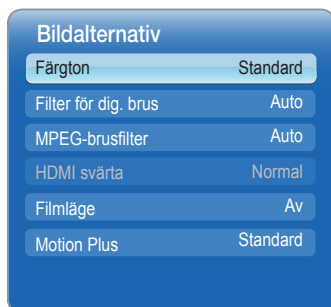 Bildalternativ
Färgton Standard
Filter för dig. brus Auto
MPEG-brusfilter Auto
HDMI svärta Normal
Filmläge Av
Motion Plus Standard